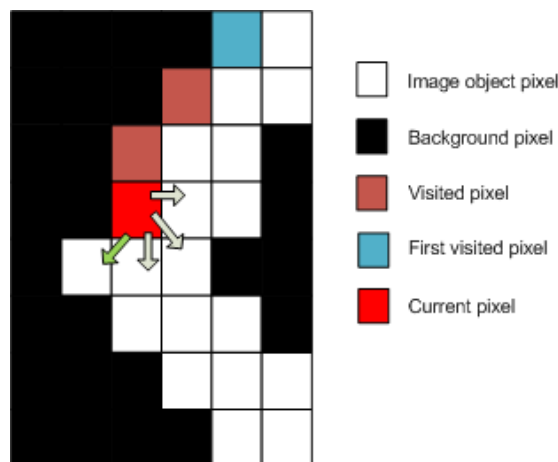 Image object pixel
Background pixel
Visited pixel
First visited pixel
Current pixel